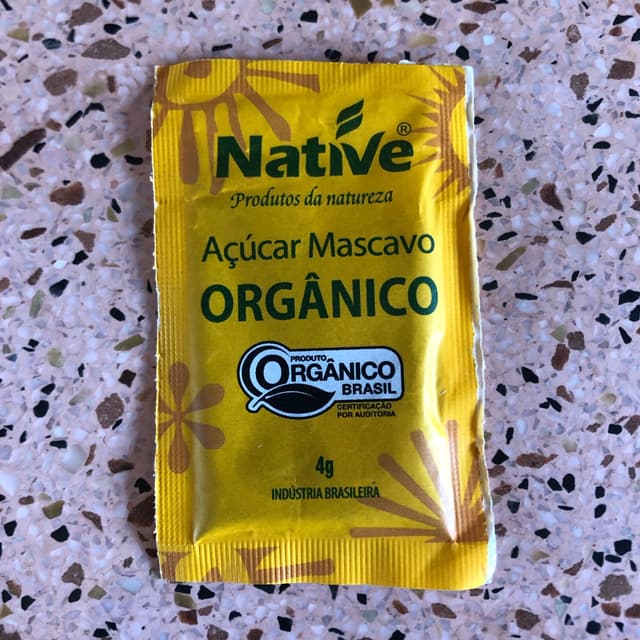 Native®
Produtos da natureza
Açúcar Mascavo
ORGÂNICO
PRODUTO
ORGÂNICO
BRASIL
CERTIFICAÇÃO
POR AUDITORIA
4g
INDÚSTRIA BRASILEIRA